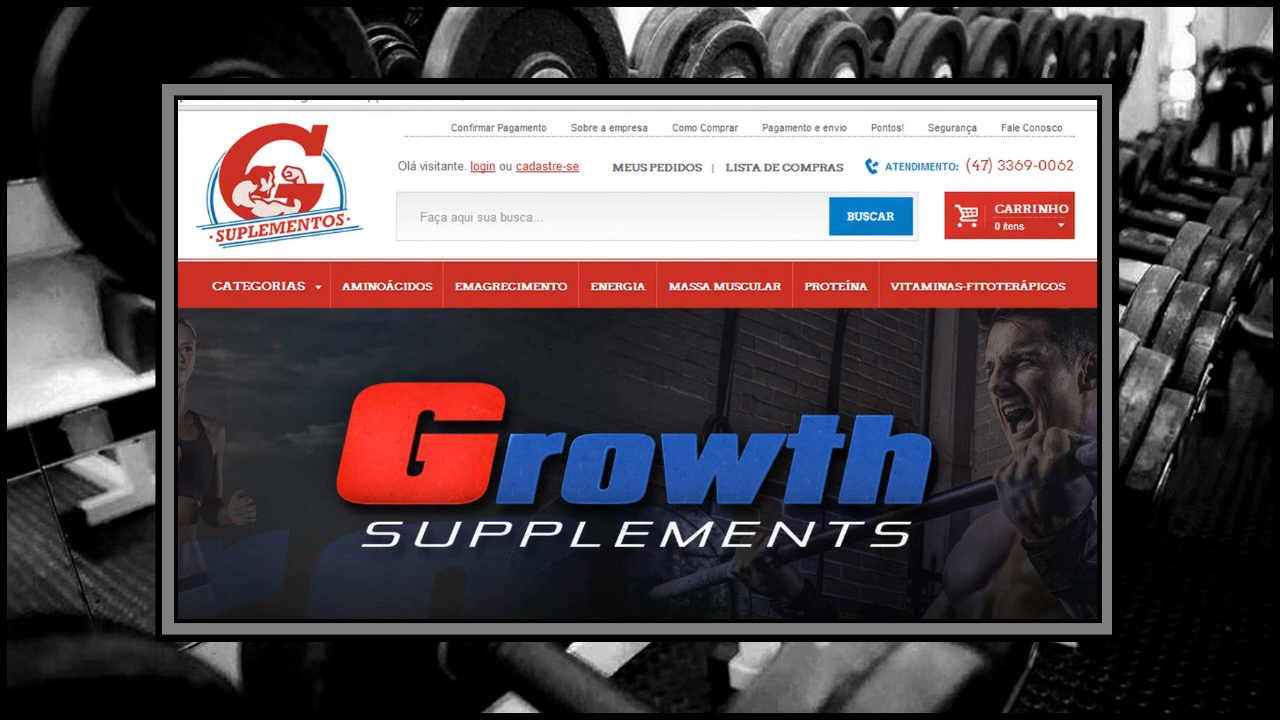 Confirmar Pagamento Sobre a empresa Como Comprar Pagamento e envio Pontos! Segurança Fale Conosco
Olá visitante. login ou cadastre-se MEUS PEDIDOS | LISTA DE COMPRAS ATENDIMENTO: (47) 3369-0062
G
·SUPLEMENTOS·
Faça aqui sua busca... BUSCAR
CARRINHO
0 itens
CATEGORIAS AMINOÁCIDOS EMAGRECIMENTO ENERGIA MASSA MUSCULAR PROTEÍNA VITAMINAS-FITOTERÁPICOS
Growth
SUPPLEMENTS